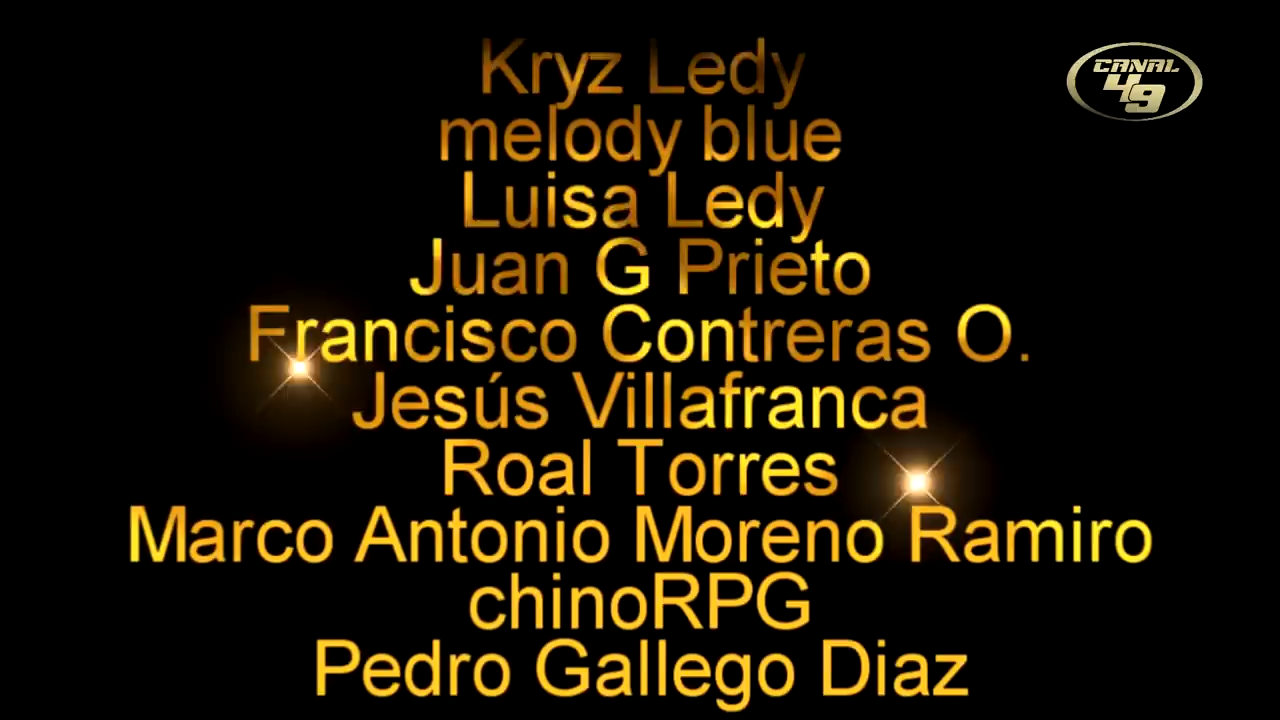 Kryz Ledy
melody blue
Luisa Ledy
Juan G Prieto
Francisco Contreras O.
Jesús Villafranca
Roal Torres
Marco Antonio Moreno Ramiro
chinoRPG
Pedro Gallego Diaz
CANAL
49